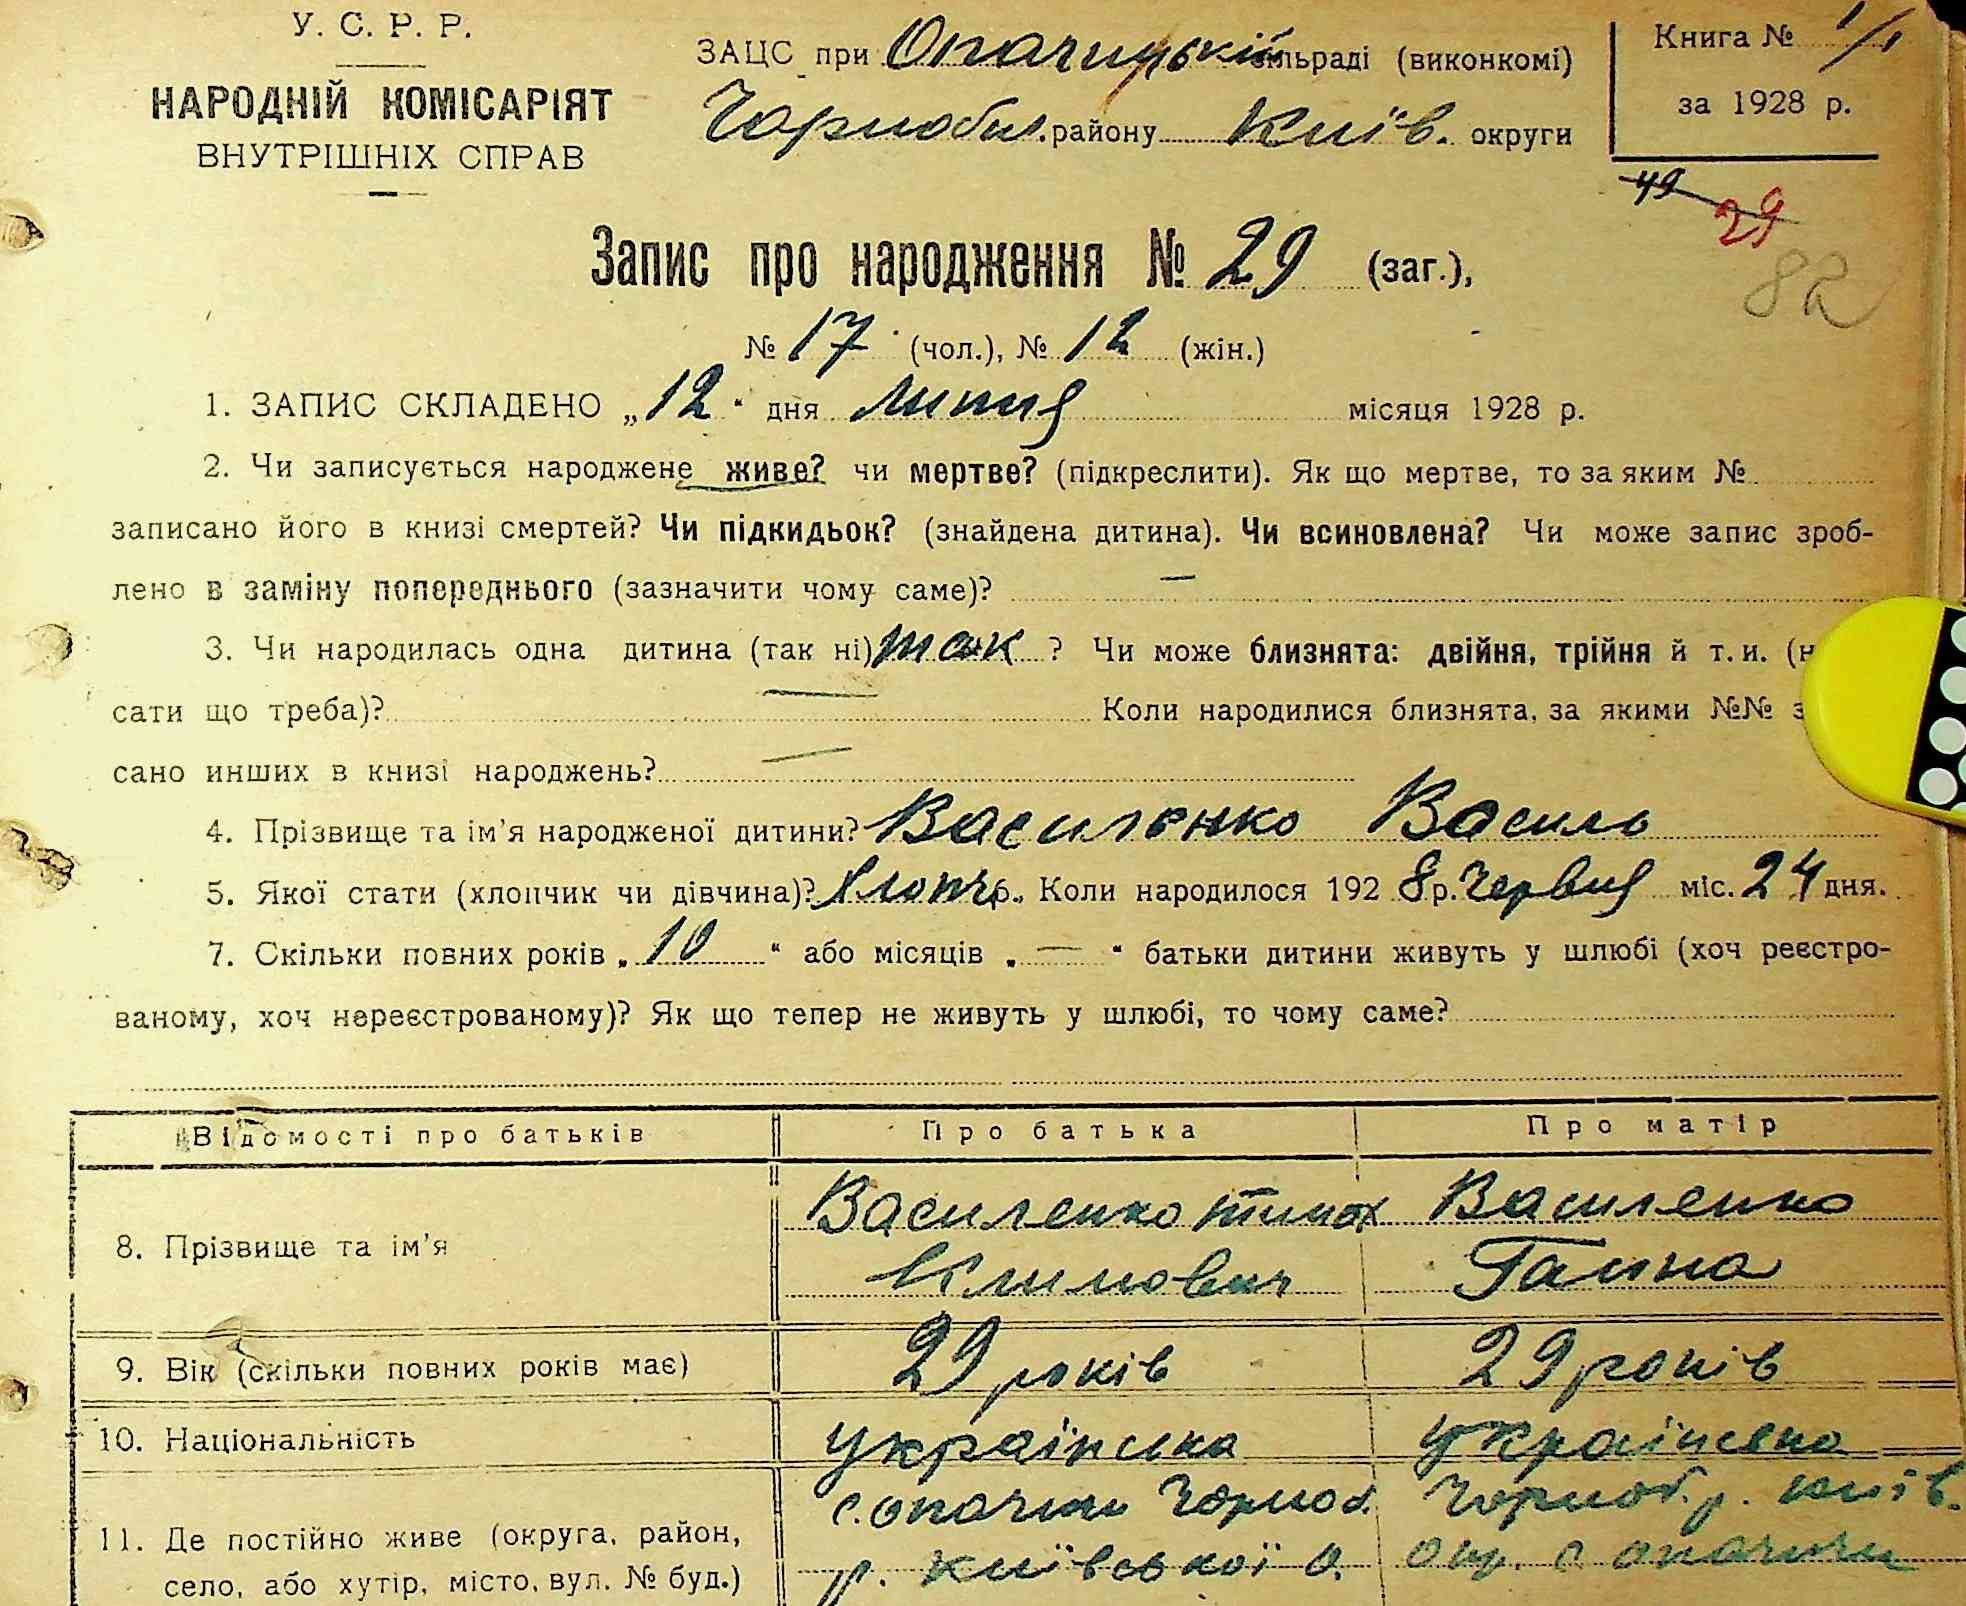 У. С. Р. Р.
НАРОДНІЙ КОМІСАРІЯТ
ВНУТРІШНІХ СПРАВ
ЗАЦС при Опачицькій сільраді (виконкомі)
Чорнобил. району Київ. округи
Книга № 1/1
за 1928 р.
49 29
82
Запис про народження № 29 (заг.),
№ 17 (чол.), № 12 (жін.)
1. ЗАПИС СКЛАДЕНО „12“ дня Липня місяця 1928 р.
2. Чи записується народжене живе? чи мертве? (підкреслити). Як що мертве, то за яким №
записано його в книзі смертей? Чи підкидьок? (знайдена дитина). Чи всиновлена? Чи може запис зроб-
лено в заміну попереднього (зазначити чому саме)? —
3. Чи народилась одна дитина (так ні) так ? Чи може близнята: двійня, трійня й т. и. (н
сати що треба)? — Коли народилися близнята, за якими №№ з
сано инших в книзі народжень? —
4. Прізвище та ім’я народженої дитини? Василенко Василь
5. Якої стати (хлопчик чи дівчина)? Хлопч 6. Коли народилося 1928 р. Червня міс. 24 дня.
7. Скільки повних років „10“ або місяців „—“ батьки дитини живуть у шлюбі (хоч реєстро-
ваному, хоч нереєстрованому)? Як що тепер не живуть у шлюбі, то чому саме?
Відомості про батьків Про батька Про матір
8. Прізвище та ім’я Василенко Тимох Василенко
Климович Ганна
9. Вік (скільки повних років має) 29 років 29 років
10. Національність українська українська
11. Де постійно живе (округа, район, с. опачичи Чорноб. Чорноб. р. київ.
село, або хутір, місто, вул. № буд.) р. київської о. окр. с опачичи